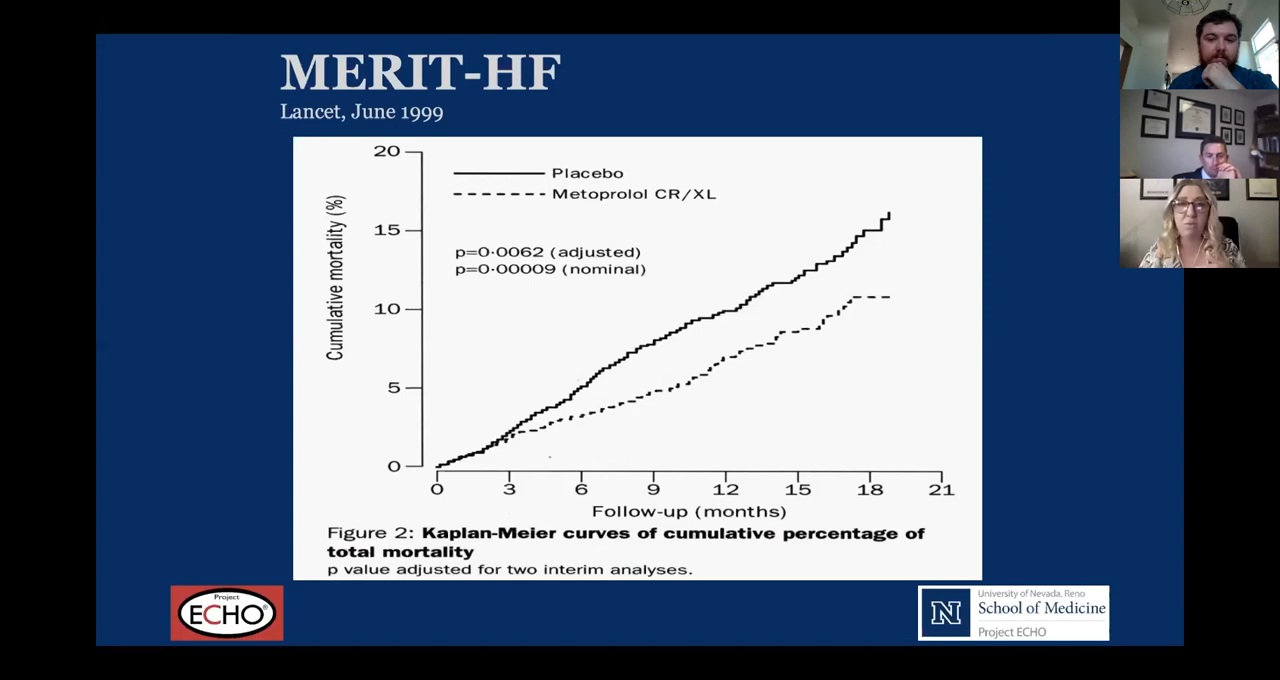 MERIT-HF
Lancet, June 1999
20
15
10
5
0
Cumulative mortality (%)
Placebo
Metoprolol CR/XL
p=0·0062 (adjusted)
p=0·00009 (nominal)
0 3 6 9 12 15 18 21
Follow-up (months)
Figure 2: Kaplan-Meier curves of cumulative percentage of
total mortality
p value adjusted for two interim analyses.
Project
ECHO®
N
University of Nevada, Reno
School of Medicine
Project ECHO